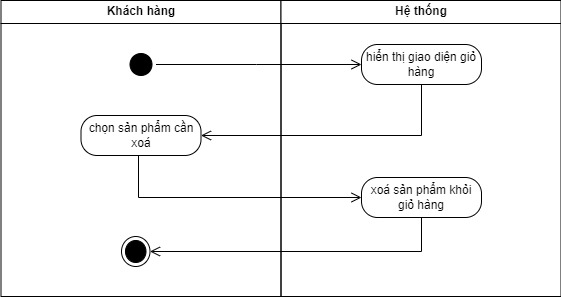 Khách hàng
Hệ thống
hiển thị giao diện giỏ
hàng
chọn sản phẩm cần
xoá
xoá sản phẩm khỏi
giỏ hàng